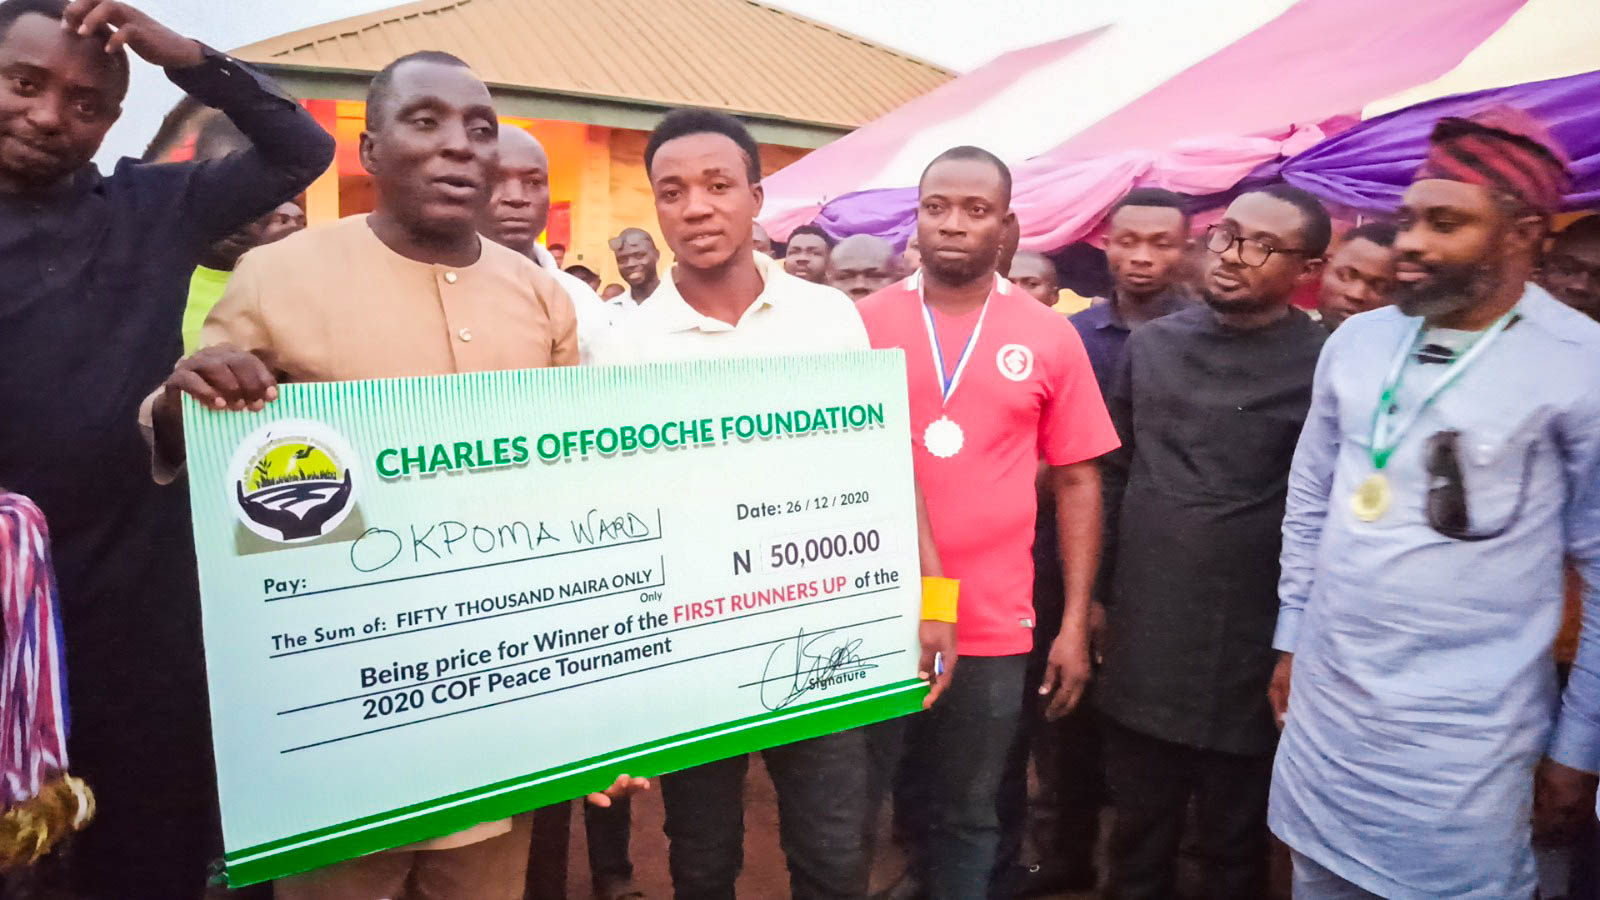 CHARLES OFFOBOCHE FOUNDATION
Date: 26 / 12 / 2020
Pay: OKPOMA WARD
N 50,000.00
The Sum of: FIFTY THOUSAND NAIRA ONLY
Only
Being price for Winner of the FIRST RUNNERS UP of the
2020 COF Peace Tournament
Signature